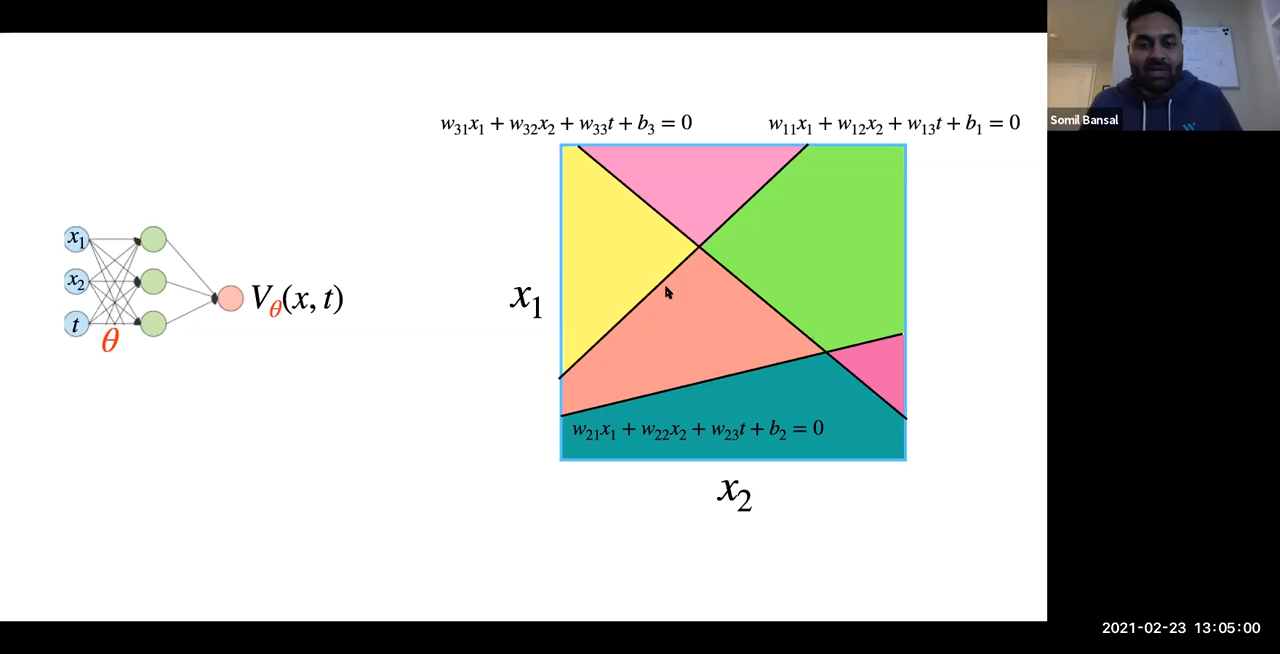 Somil Bansal
w₃₁x₁ + w₃₂x₂ + w₃₃t + b₃ = 0
w₁₁x₁ + w₁₂x₂ + w₁₃t + b₁ = 0
x₁
x₂
t
θ
V_θ(x, t)
x₁
w₂₁x₁ + w₂₂x₂ + w₂₃t + b₂ = 0
x₂
2021-02-23 13:05:00